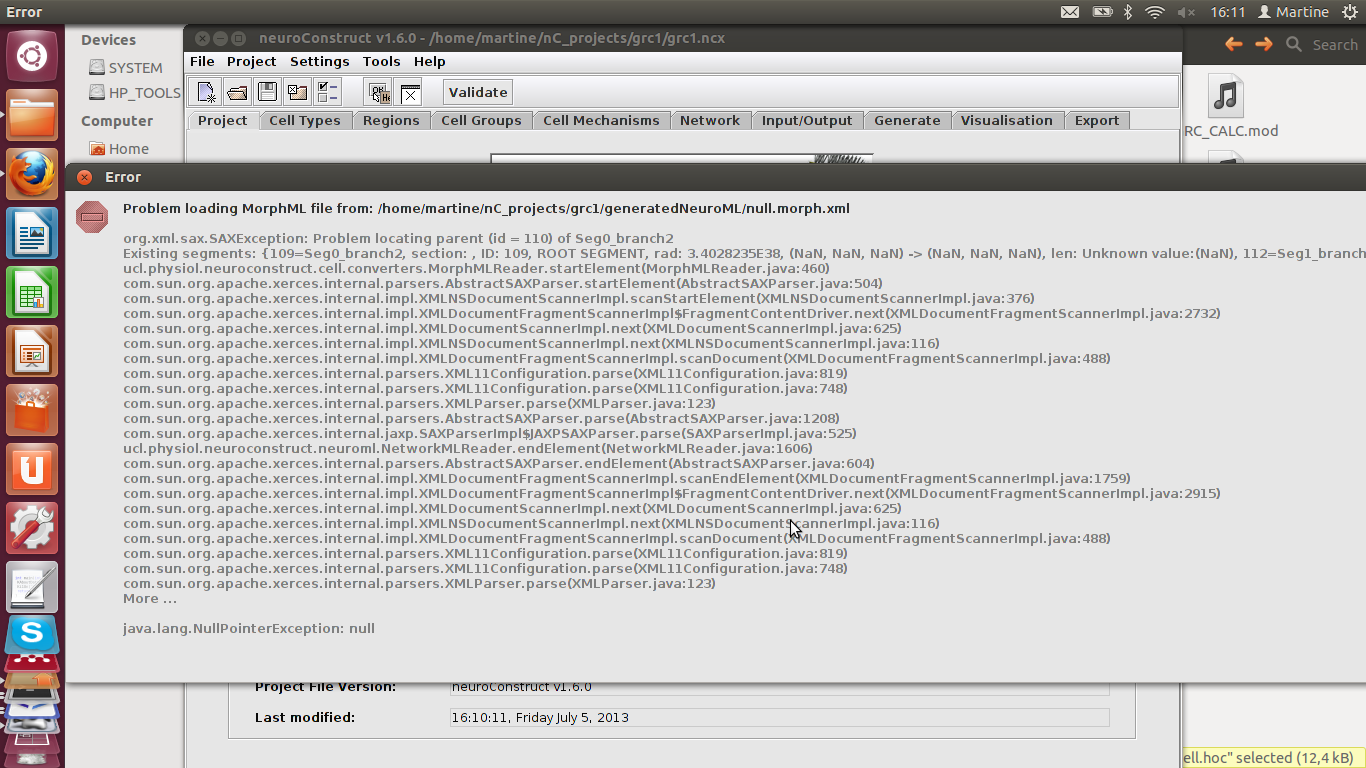 Error
16:11
Martine
Devices
SYSTEM
HP_TOOLS
Computer
Home
neuroConstruct v1.6.0 - /home/martine/nC_projects/grc1/grc1.ncx
File Project Settings Tools Help
Validate
Project Cell Types Regions Cell Groups Cell Mechanisms Network Input/Output Generate Visualisation Export
Search
RC_CALC.mod
Error
Problem loading MorphML file from: /home/martine/nC_projects/grc1/generatedNeuroML/null.morph.xml
org.xml.sax.SAXException: Problem locating parent (id = 110) of Seg0_branch2
Existing segments: {109=Seg0_branch2, section: , ID: 109, ROOT SEGMENT, rad: 3.4028235E38, (NaN, NaN, NaN) -> (NaN, NaN, NaN), len: Unknown value:(NaN), 112=Seg1_branch
ucl.physiol.neuroconstruct.cell.converters.MorphMLReader.startElement(MorphMLReader.java:460)
com.sun.org.apache.xerces.internal.parsers.AbstractSAXParser.startElement(AbstractSAXParser.java:504)
com.sun.org.apache.xerces.internal.impl.XMLNSDocumentScannerImpl.scanStartElement(XMLNSDocumentScannerImpl.java:376)
com.sun.org.apache.xerces.internal.impl.XMLDocumentFragmentScannerImpl$FragmentContentDriver.next(XMLDocumentFragmentScannerImpl.java:2732)
com.sun.org.apache.xerces.internal.impl.XMLDocumentScannerImpl.next(XMLDocumentScannerImpl.java:625)
com.sun.org.apache.xerces.internal.impl.XMLNSDocumentScannerImpl.next(XMLNSDocumentScannerImpl.java:116)
com.sun.org.apache.xerces.internal.impl.XMLDocumentFragmentScannerImpl.scanDocument(XMLDocumentFragmentScannerImpl.java:488)
com.sun.org.apache.xerces.internal.parsers.XML11Configuration.parse(XML11Configuration.java:819)
com.sun.org.apache.xerces.internal.parsers.XML11Configuration.parse(XML11Configuration.java:748)
com.sun.org.apache.xerces.internal.parsers.XMLParser.parse(XMLParser.java:123)
com.sun.org.apache.xerces.internal.parsers.AbstractSAXParser.parse(AbstractSAXParser.java:1208)
com.sun.org.apache.xerces.internal.jaxp.SAXParserImpl$JAXPSAXParser.parse(SAXParserImpl.java:525)
ucl.physiol.neuroconstruct.neuroml.NetworkMLReader.endElement(NetworkMLReader.java:1606)
com.sun.org.apache.xerces.internal.parsers.AbstractSAXParser.endElement(AbstractSAXParser.java:604)
com.sun.org.apache.xerces.internal.impl.XMLDocumentFragmentScannerImpl.scanEndElement(XMLDocumentFragmentScannerImpl.java:1759)
com.sun.org.apache.xerces.internal.impl.XMLDocumentFragmentScannerImpl$FragmentContentDriver.next(XMLDocumentFragmentScannerImpl.java:2915)
com.sun.org.apache.xerces.internal.impl.XMLDocumentScannerImpl.next(XMLDocumentScannerImpl.java:625)
com.sun.org.apache.xerces.internal.impl.XMLNSDocumentScannerImpl.next(XMLNSDocumentScannerImpl.java:116)
com.sun.org.apache.xerces.internal.impl.XMLDocumentFragmentScannerImpl.scanDocument(XMLDocumentFragmentScannerImpl.java:488)
com.sun.org.apache.xerces.internal.parsers.XML11Configuration.parse(XML11Configuration.java:819)
com.sun.org.apache.xerces.internal.parsers.XML11Configuration.parse(XML11Configuration.java:748)
com.sun.org.apache.xerces.internal.parsers.XMLParser.parse(XMLParser.java:123)
More ...
java.lang.NullPointerException: null
Project File Version: neuroConstruct v1.6.0
Last modified: 16:10:11, Friday July 5, 2013
ell.hoc" selected (12,4 kB)